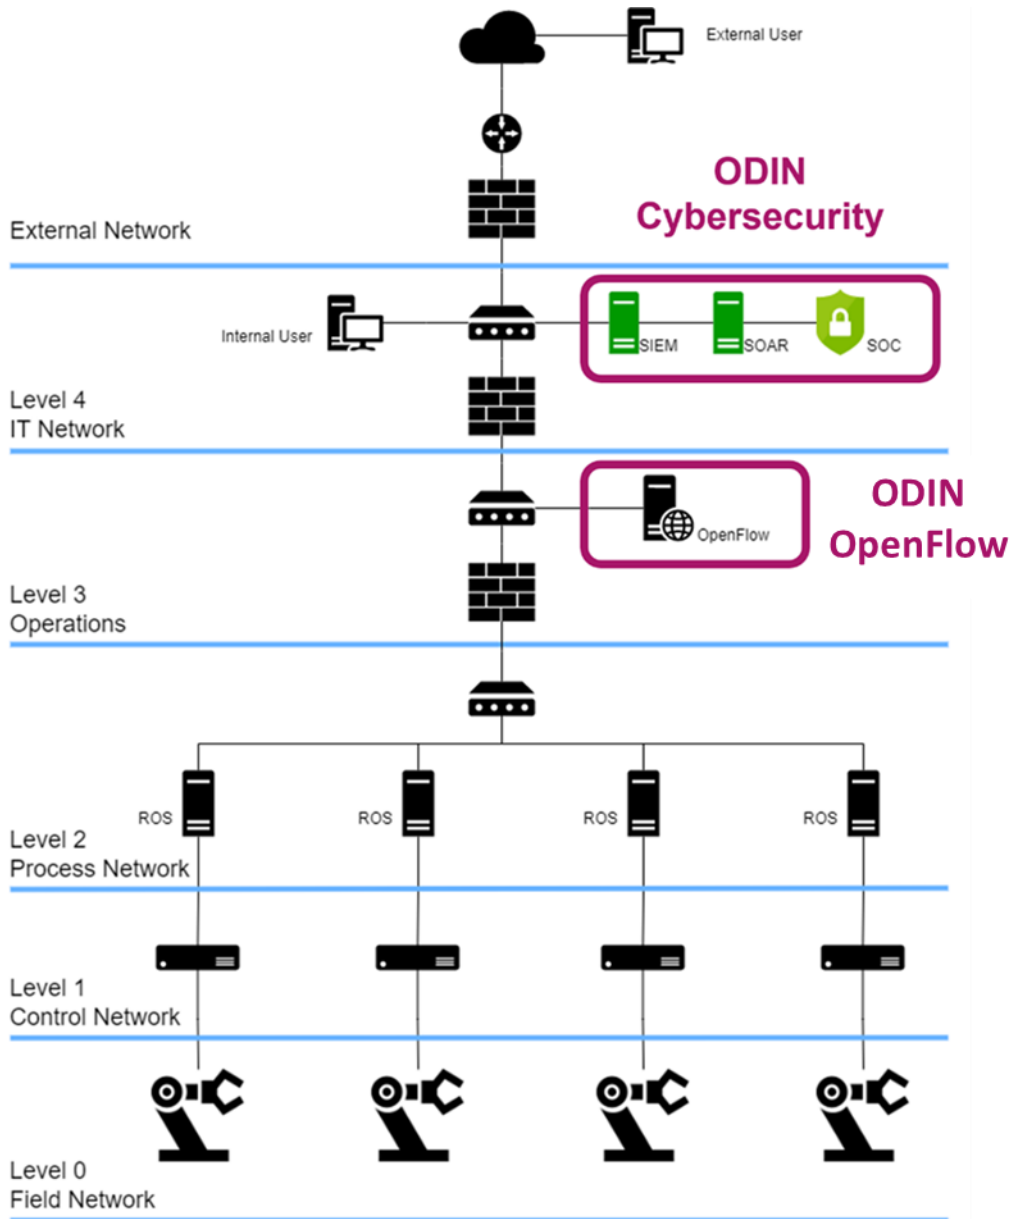 External User
ODIN
Cybersecurity
External Network
Internal User
SIEM
SOAR
SOC
Level 4
IT Network
ODIN
OpenFlow
OpenFlow
Level 3
Operations
ROS
ROS
ROS
ROS
Level 2
Process Network
Level 1
Control Network
Level 0
Field Network